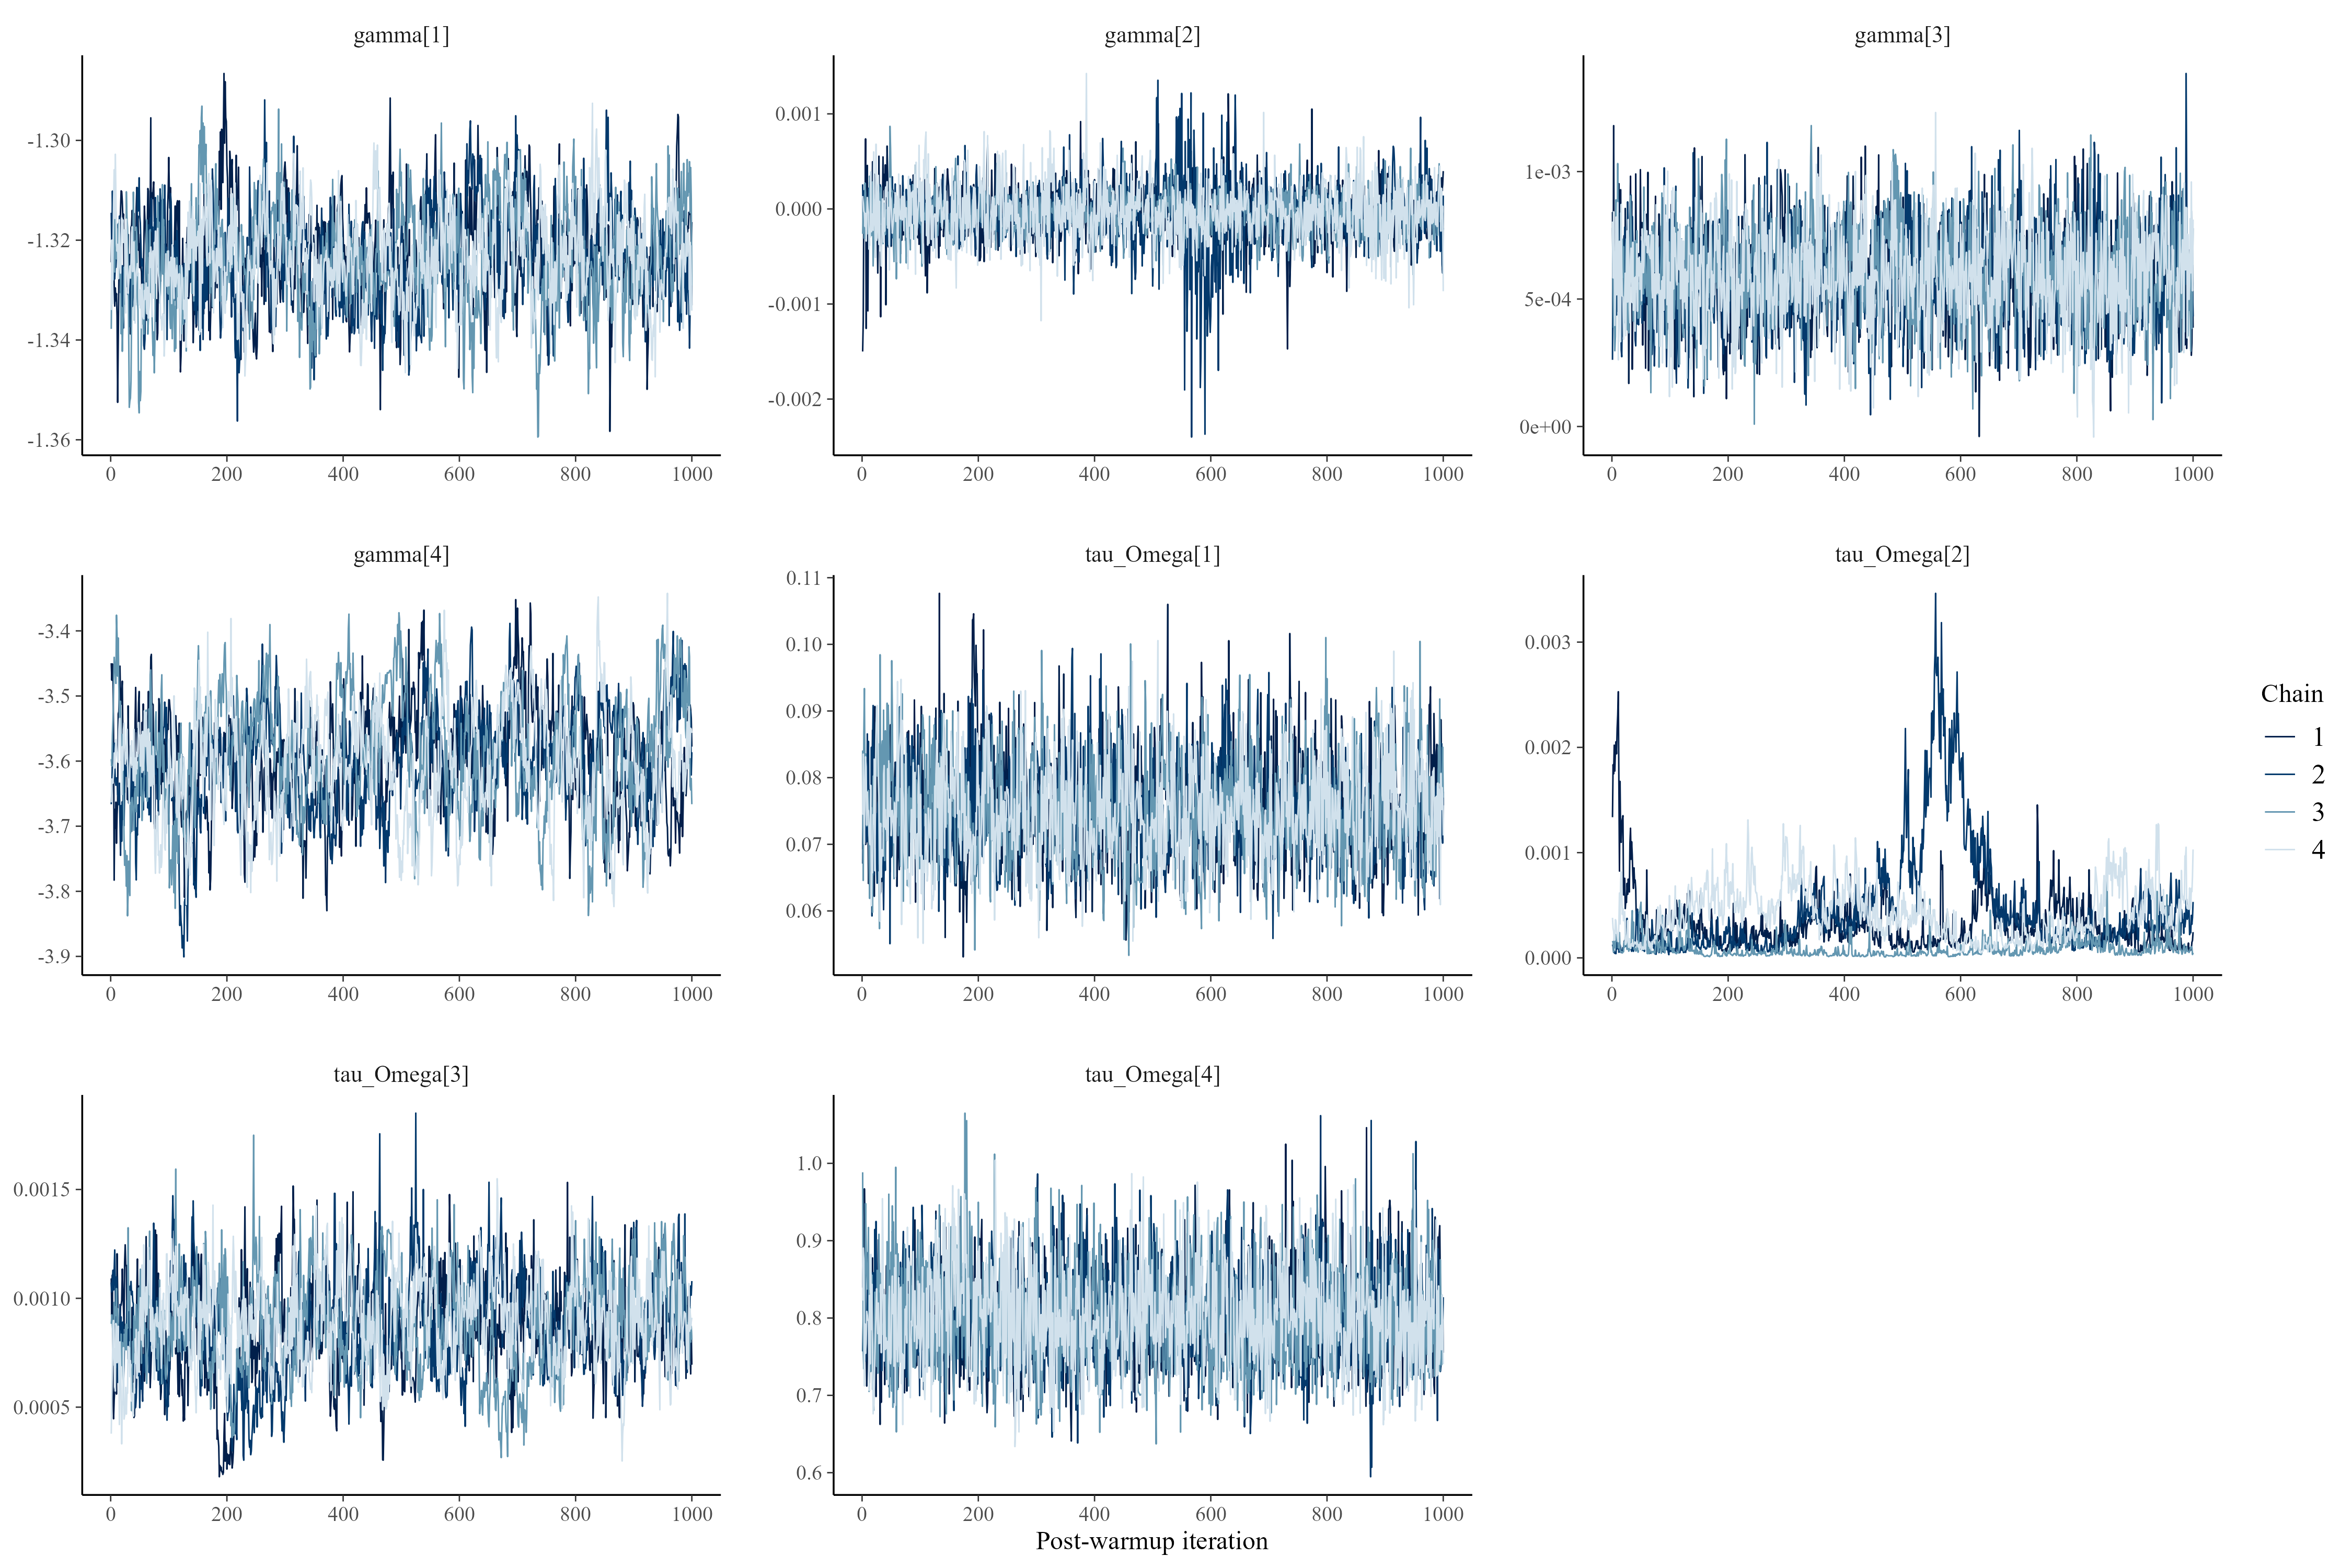 gamma[1]
-1.30
-1.32
-1.34
-1.36
0 200 400 600 800 1000
gamma[2]
0.001
0.000
-0.001
-0.002
0 200 400 600 800 1000
gamma[3]
1e-03
5e-04
0e+00
0 200 400 600 800 1000
gamma[4]
-3.4
-3.5
-3.6
-3.7
-3.8
-3.9
0 200 400 600 800 1000
tau_Omega[1]
0.11
0.10
0.09
0.08
0.07
0.06
0 200 400 600 800 1000
tau_Omega[2]
0.003
0.002
0.001
0.000
0 200 400 600 800 1000
Chain
1
2
3
4
tau_Omega[3]
0.0015
0.0010
0.0005
0 200 400 600 800 1000
tau_Omega[4]
1.0
0.9
0.8
0.7
0.6
0 200 400 600 800 1000
Post-warmup iteration